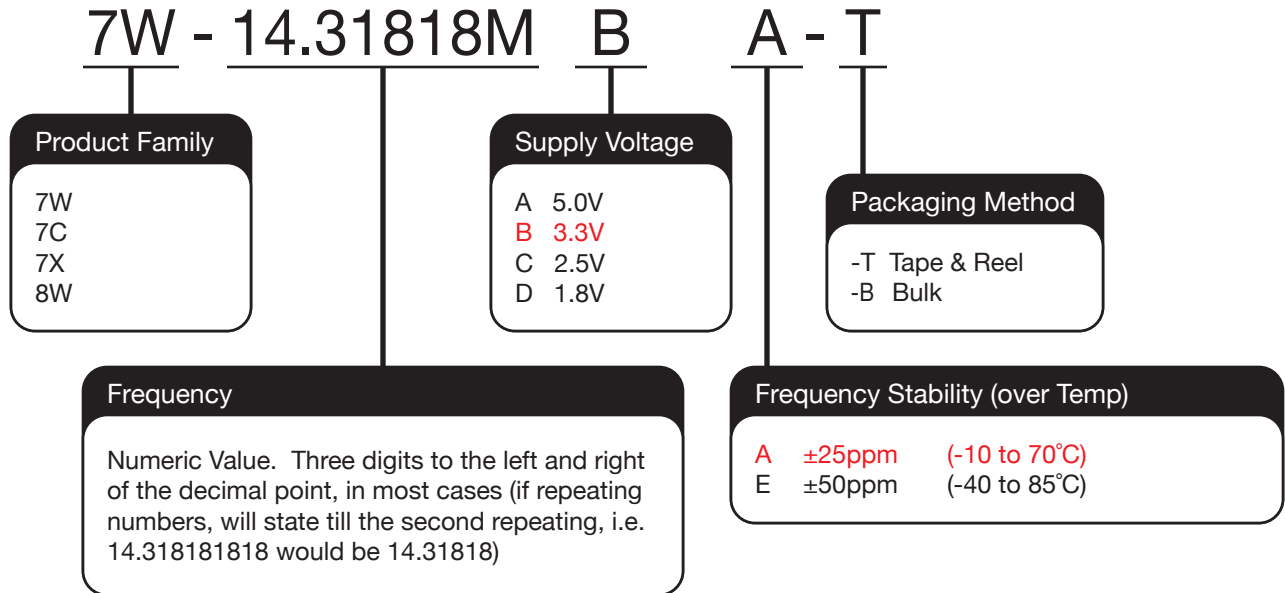 7W - 14.31818M B A - T
Product Family
7W
7C
7X
8W
Supply Voltage
A 5.0V
B 3.3V
C 2.5V
D 1.8V
Packaging Method
-T Tape & Reel
-B Bulk
Frequency
Numeric Value. Three digits to the left and right
of the decimal point, in most cases (if repeating
numbers, will state till the second repeating, i.e.
14.318181818 would be 14.31818)
Frequency Stability (over Temp)
A ±25ppm (-10 to 70°C)
E ±50ppm (-40 to 85°C)